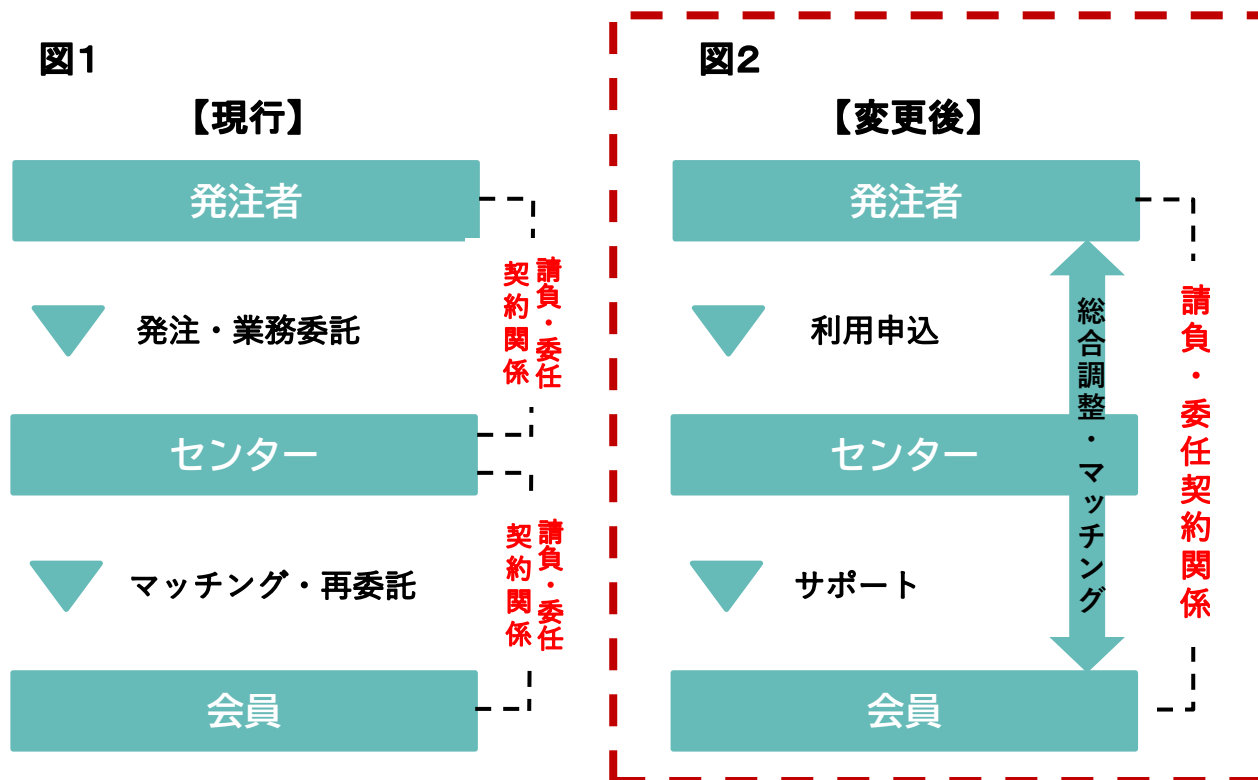 図1
【現行】
発注者
発注・業務委託
請負・委任
契約関係
センター
マッチング・再委託
請負・委任
契約関係
会員
図2
【変更後】
発注者
利用申込
センター
サポート
会員
総合調整・マッチング
請負・委任契約関係